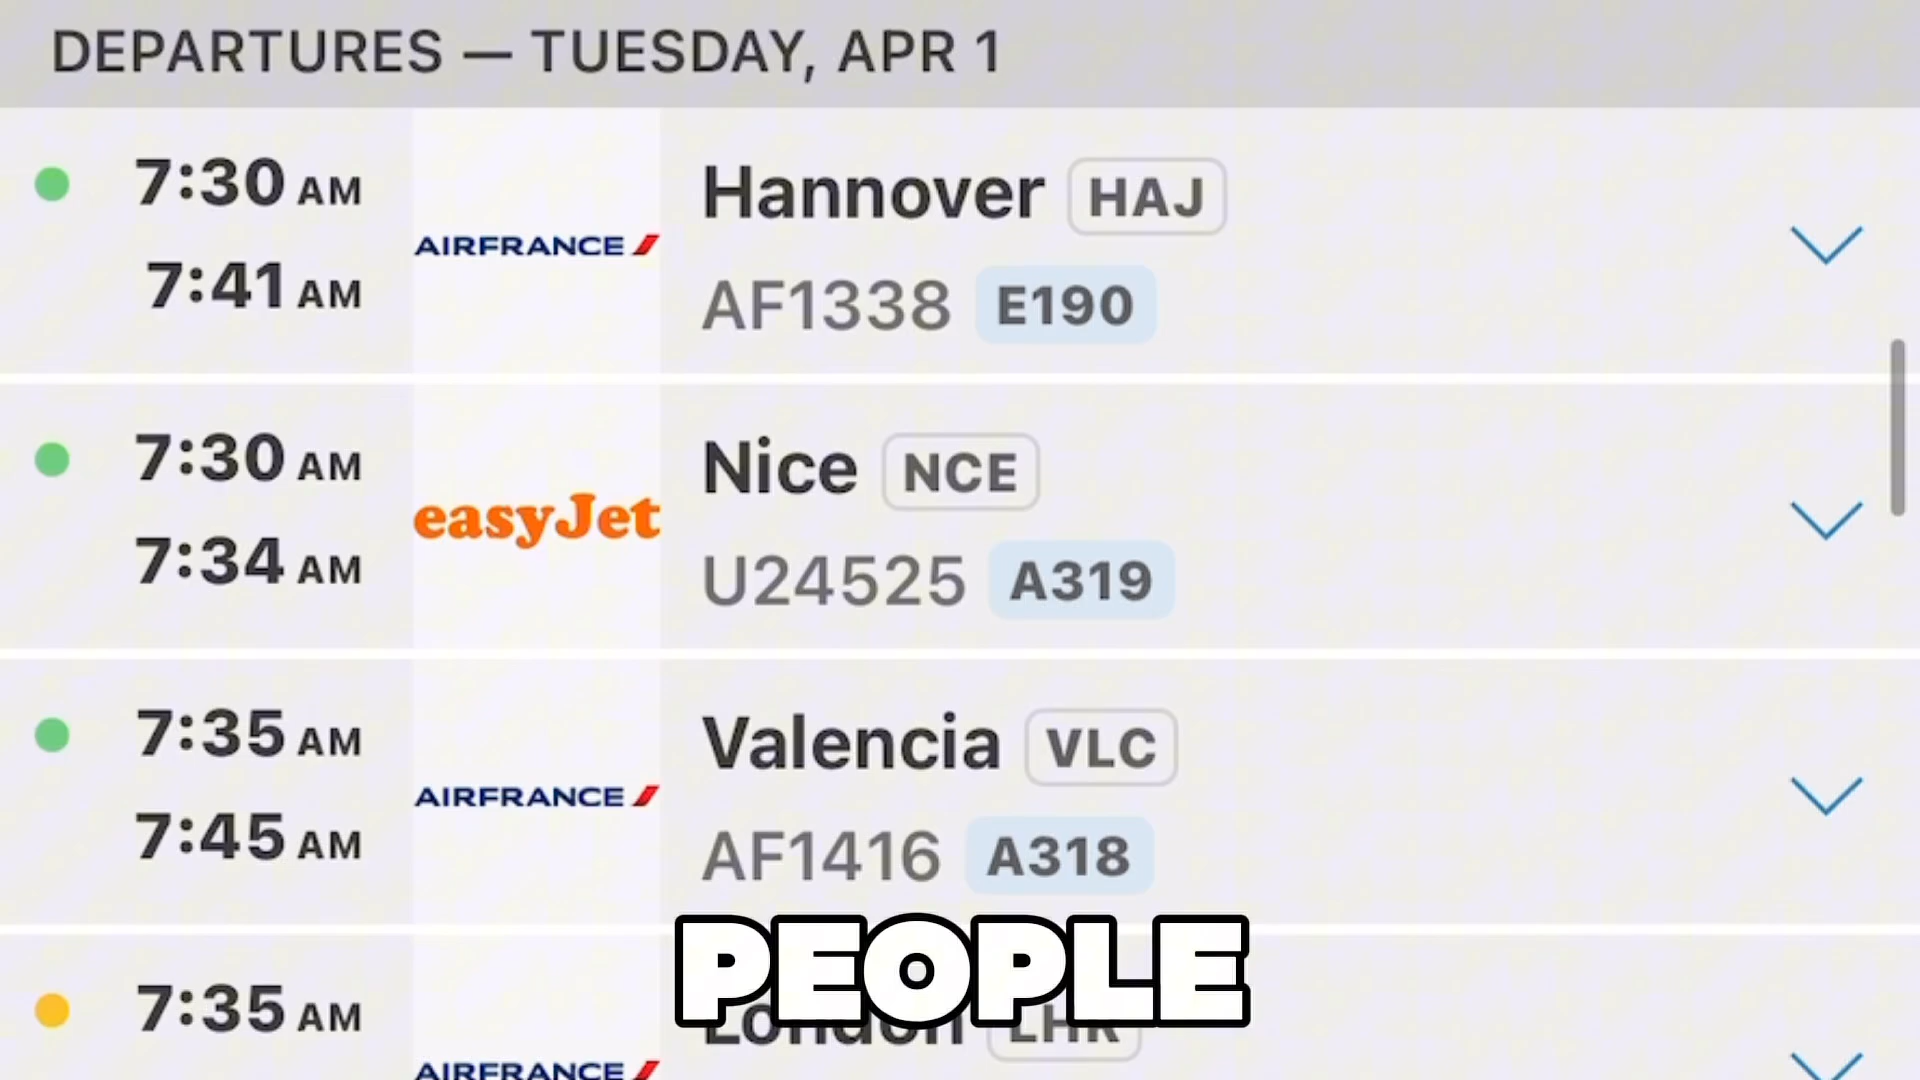 DEPARTURES — TUESDAY, APR 1
7:30 AM
7:41 AM
AIRFRANCE
Hannover HAJ
AF1338 E190
7:30 AM
7:34 AM
easyJet
Nice NCE
U24525 A319
7:35 AM
7:45 AM
AIRFRANCE
Valencia VLC
AF1416 A318
7:35 AM
AIRFRANCE
London LHR
PEOPLE